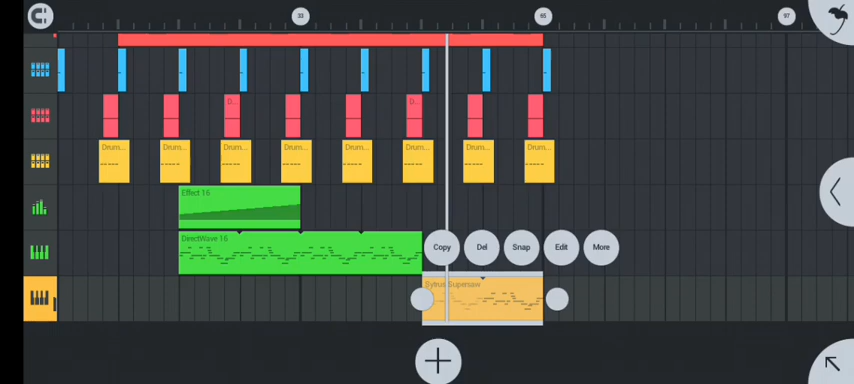 33 65 97
D...
D...
Drum... Drum... Drum... Drum... Drum... Drum... Drum... Drum...
Effect 16
DirectWave 16
Copy Del Snap Edit More
Sytrus Supersaw